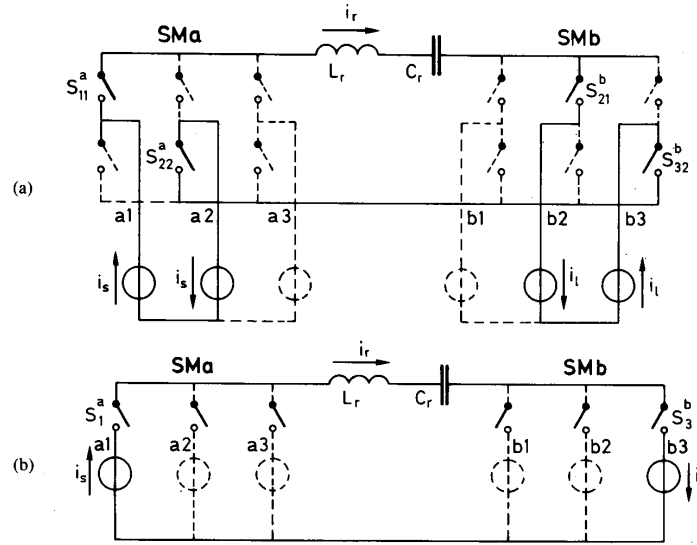 i_r
SMa
SMb
L_r
C_r
S^a_11
S^b_21
S^a_22
S^b_32
(a)
a1
a2
a3
b1
b2
b3
i_s
i_s
i_l
i_l
i_r
SMa
SMb
L_r
C_r
S^a_1
S^b_3
a1
a2
a3
b1
b2
b3
(b)
i_s
i